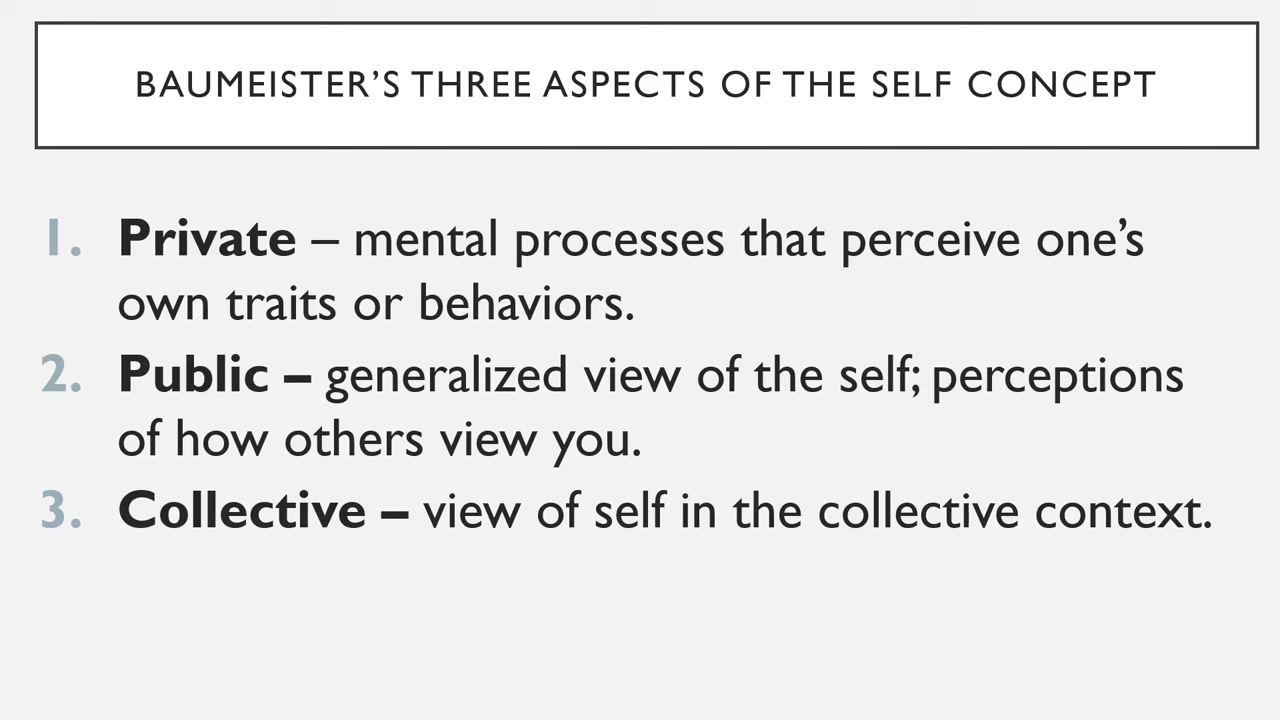 BAUMEISTER’S THREE ASPECTS OF THE SELF CONCEPT
1. Private – mental processes that perceive one’s
own traits or behaviors.
2. Public – generalized view of the self; perceptions
of how others view you.
3. Collective – view of self in the collective context.